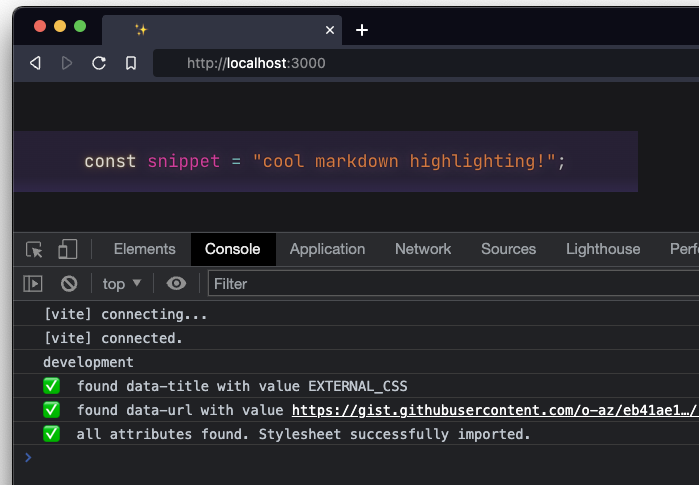 http://localhost:3000
const snippet = "cool markdown highlighting!";
Elements Console Application Network Sources Lighthouse Perf
top Filter
[vite] connecting...
[vite] connected.
development
✅ found data-title with value EXTERNAL_CSS
✅ found data-url with value https://gist.githubusercontent.com/o-az/eb41ae1…/
✅ all attributes found. Stylesheet successfully imported.